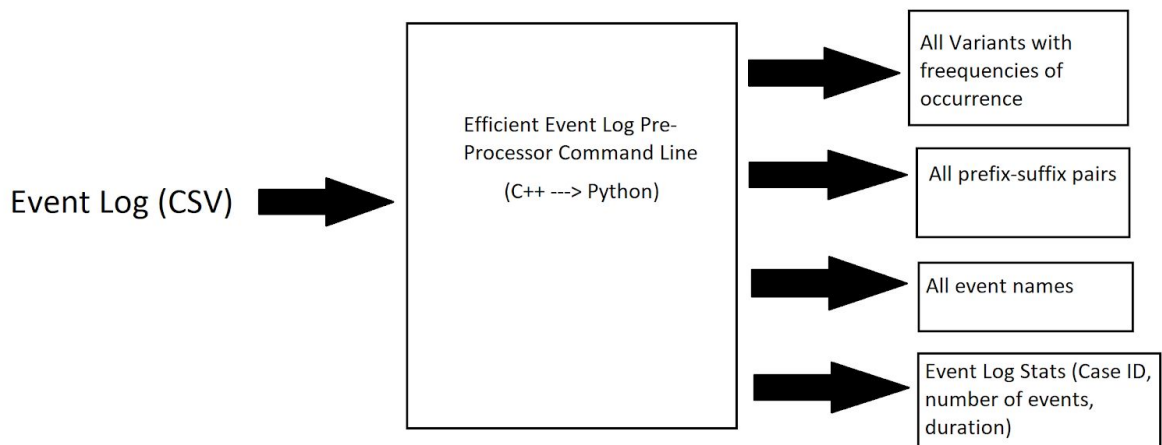 Event Log (CSV)
Efficient Event Log Pre-
Processor Command Line
(C++ ---> Python)
All Variants with
freequencies of
occurrence
All prefix-suffix pairs
All event names
Event Log Stats (Case ID,
number of events,
duration)